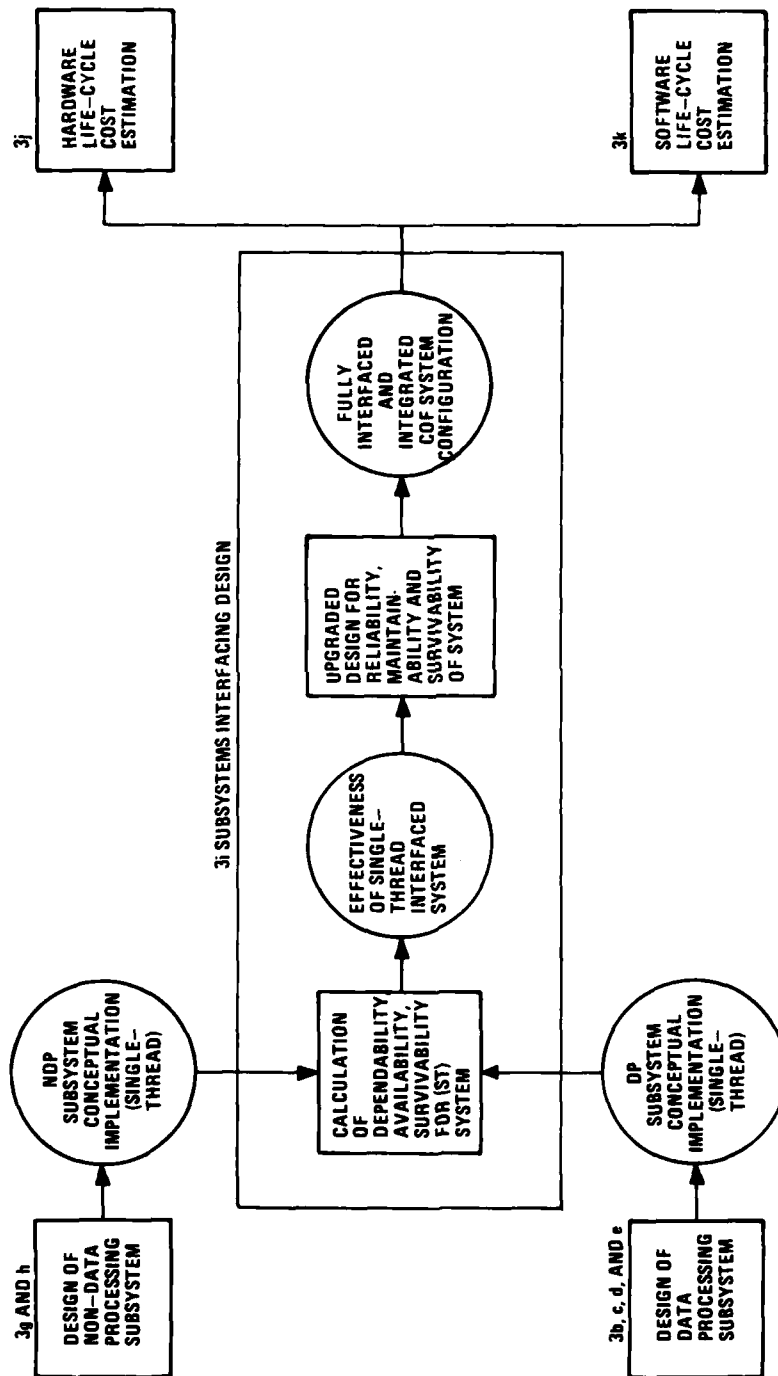 3g AND h
DESIGN OF
NON-DATA
PROCESSING
SUBSYSTEM
NDP
SUBSYSTEM
CONCEPTUAL
IMPLEMENTATION
(SINGLE-
THREAD)
3j
HARDWARE
LIFE-CYCLE
COST
ESTIMATION
3i SUBSYSTEMS INTERFACING DESIGN
CALCULATION
OF
DEPENDABILITY
AVAILABILITY,
SURVIVABILITY
FOR (ST)
SYSTEM
EFFECTIVENESS
OF SINGLE-
THREAD
INTERFACED
SYSTEM
UPGRADED
DESIGN FOR
RELIABILITY,
MAINTAIN-
ABILITY AND
SURVIVABILITY
OF SYSTEM
FULLY
INTERFACED
AND
INTEGRATED
COF SYSTEM
CONFIGURATION
3b, c, d, AND e
DESIGN OF
DATA
PROCESSING
SUBSYSTEM
DP
SUBSYSTEM
CONCEPTUAL
IMPLEMENTATION
(SINGLE-
THREAD)
3k
SOFTWARE
LIFE-CYCLE
COST
ESTIMATION